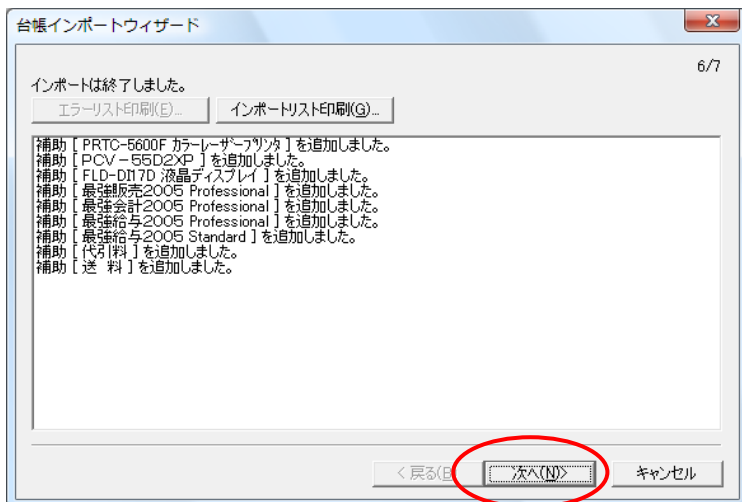 台帳インポートウィザード
6/7
インポートは終了しました。
エラーリスト印刷(E)...
インポートリスト印刷(G)...
補助 [ PRTC-5600F カラーレーザープリンタ ] を追加しました。
補助 [ PCV－55D2XP ] を追加しました。
補助 [ FLD-DI17D 液晶ディスプレイ ] を追加しました。
補助 [ 最強販売2005 Professional ] を追加しました。
補助 [ 最強会計2005 Professional ] を追加しました。
補助 [ 最強給与2005 Professional ] を追加しました。
補助 [ 最強給与2005 Standard ] を追加しました。
補助 [ 代引料 ] を追加しました。
補助 [ 送　料 ] を追加しました。
< 戻る(B
次へ(N)>
キャンセル